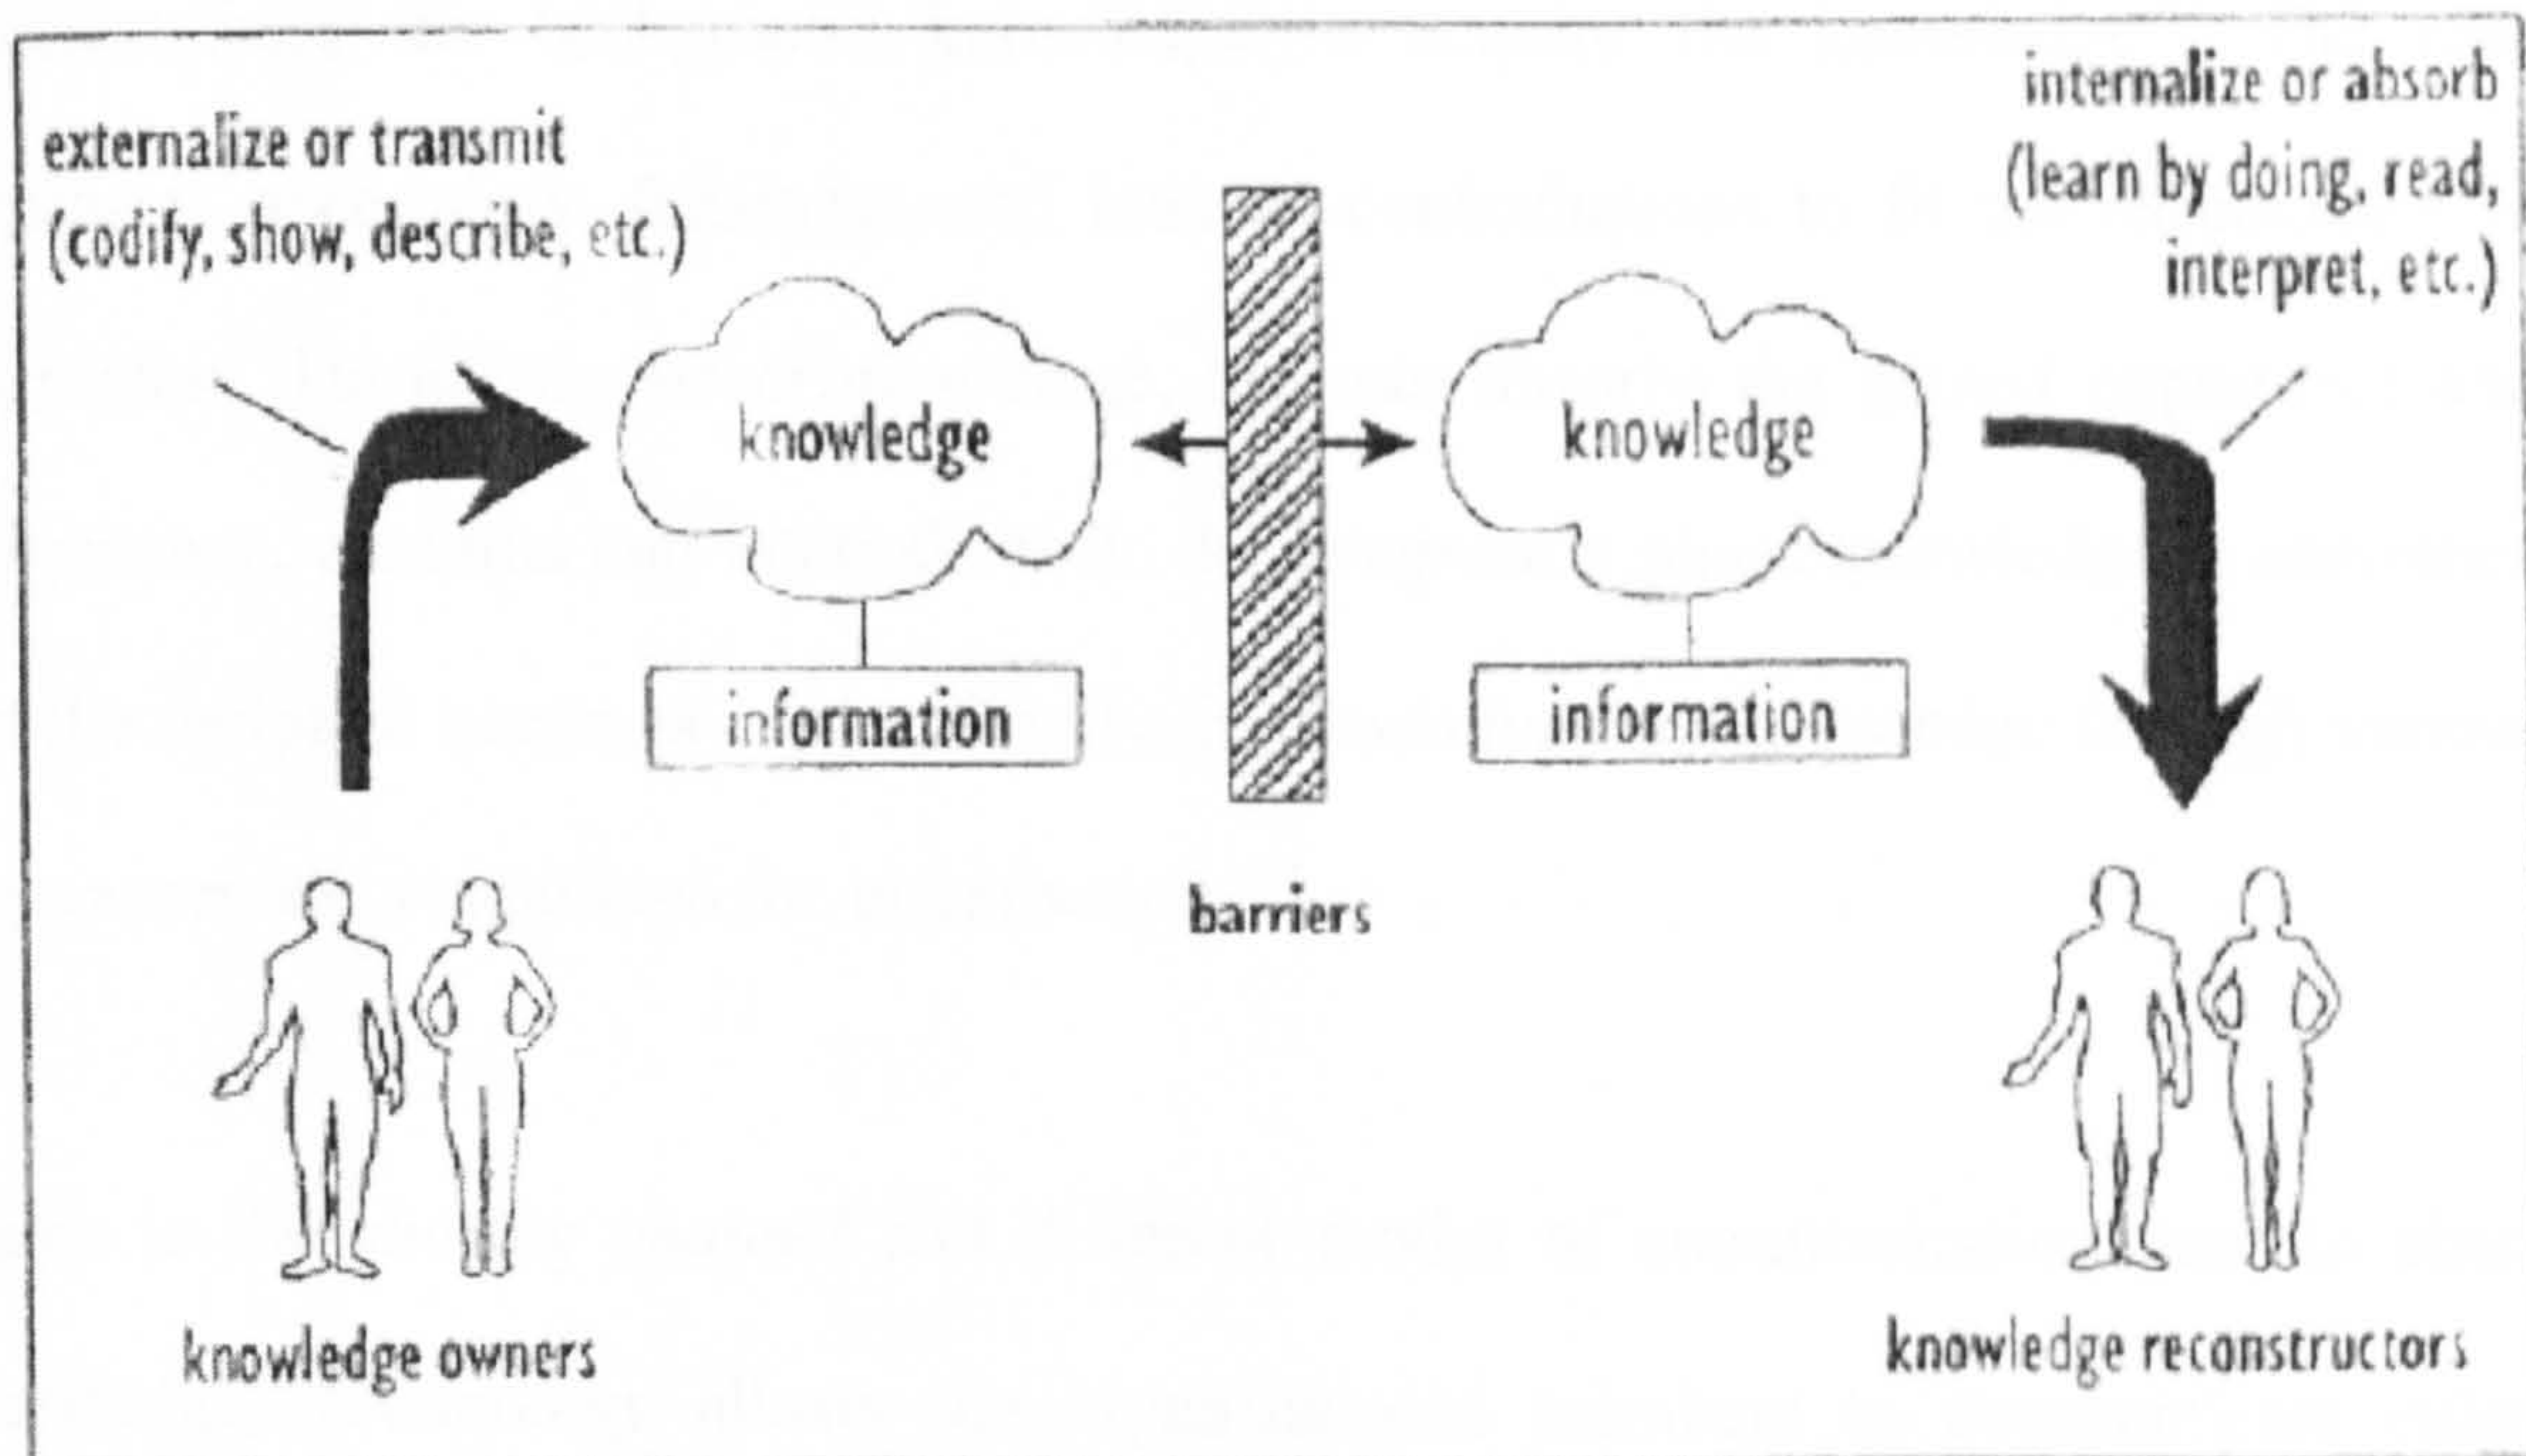 externalize or transmit
(codify, show, describe, etc.)
internalize or absorb
(learn by doing, read,
interpret, etc.)
knowledge
knowledge
information
information
barriers
knowledge owners
knowledge reconstructors